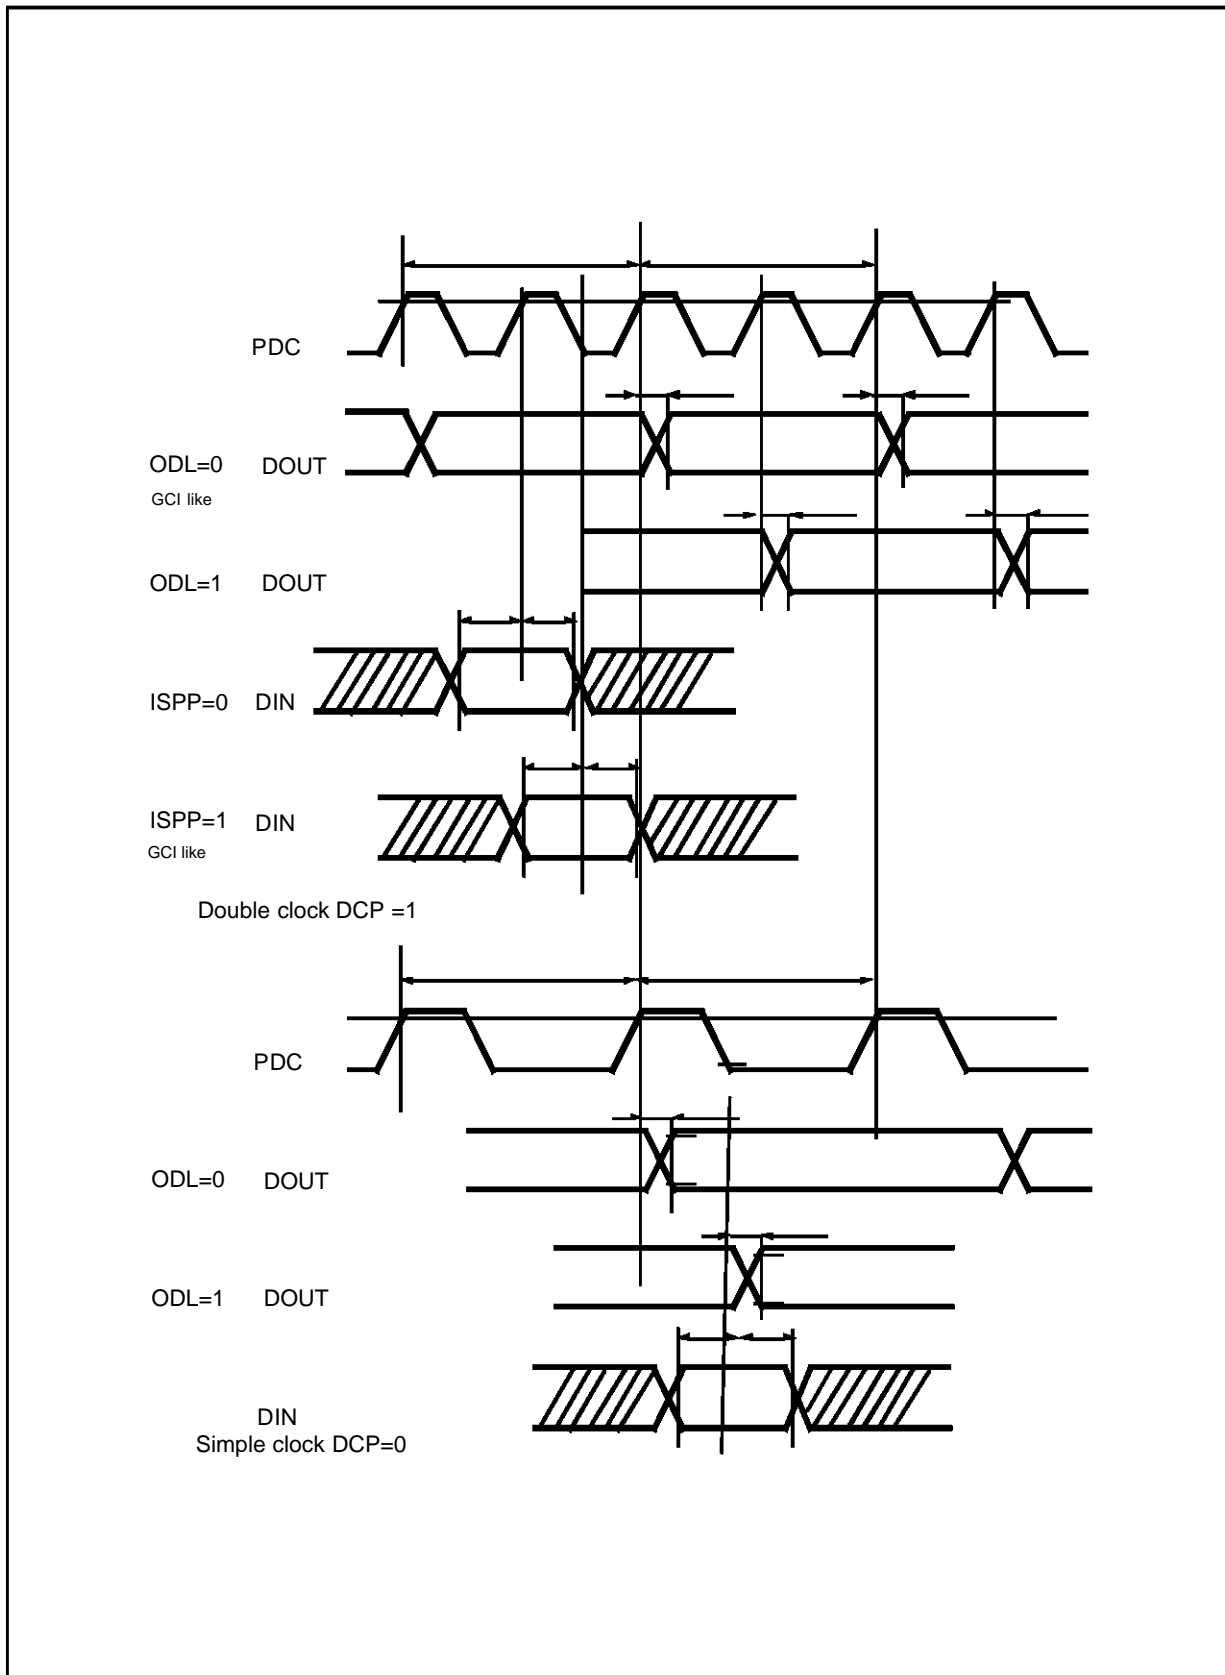 PDC
ODL=0 DOUT
GCI like
ODL=1 DOUT
ISPP=0 DIN
ISPP=1 DIN
GCI like
Double clock DCP =1
PDC
ODL=0 DOUT
ODL=1 DOUT
DIN
Simple clock DCP=0